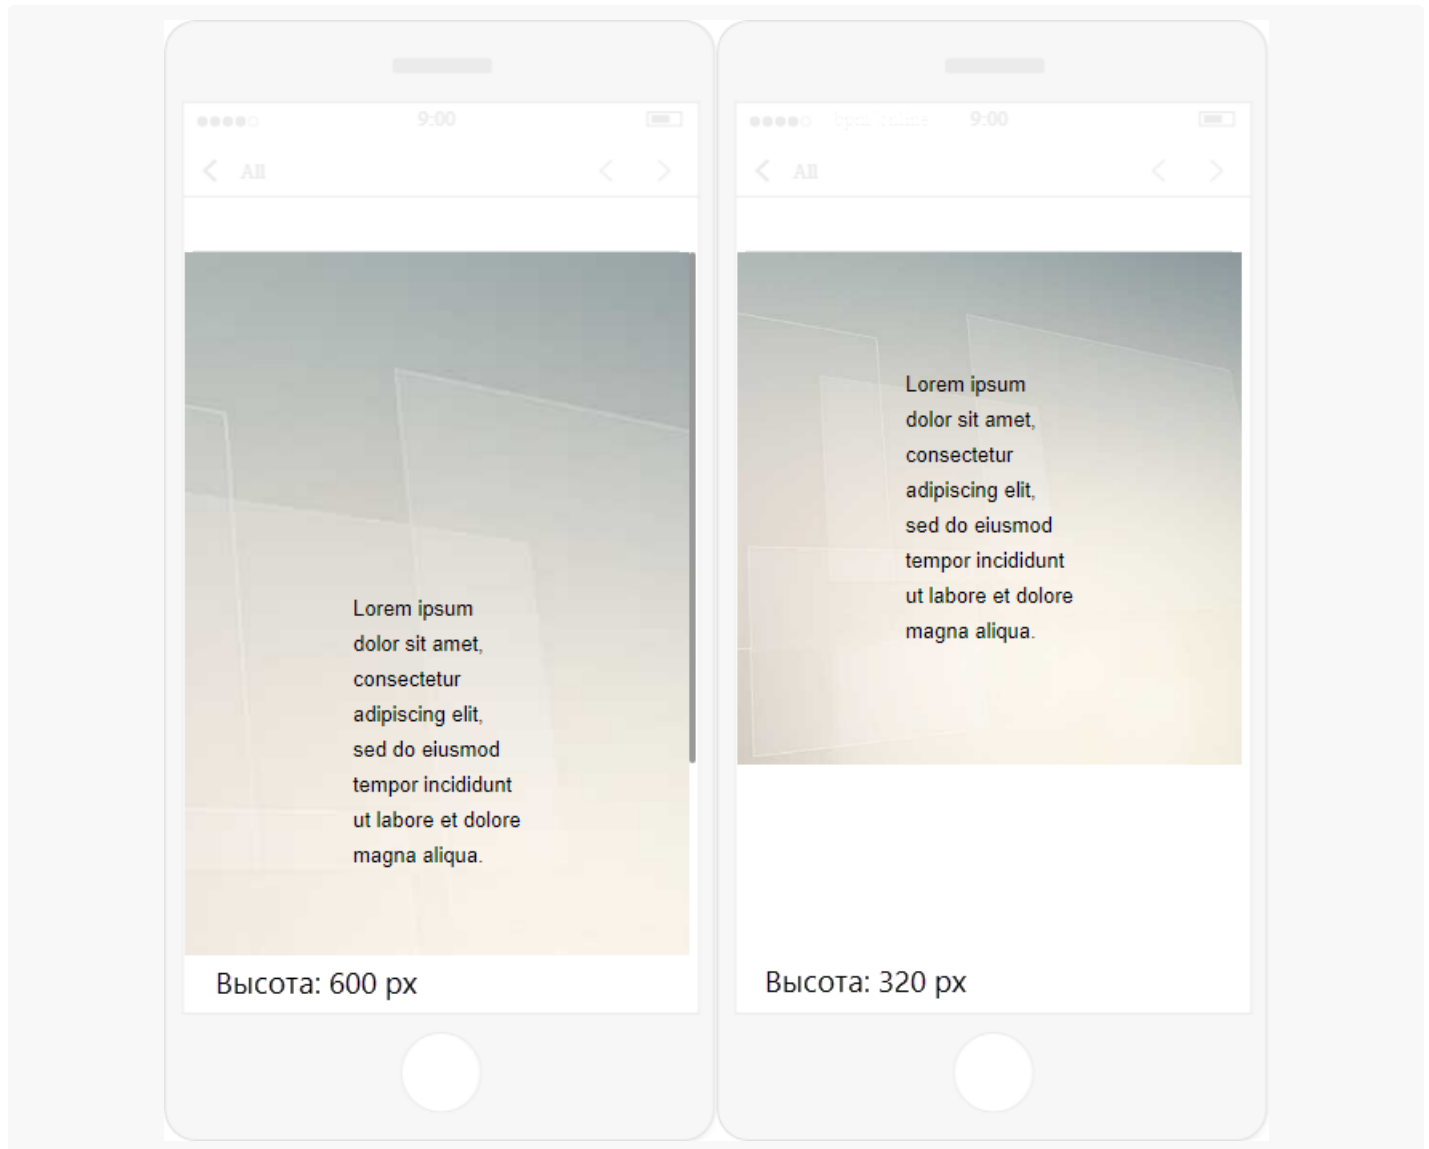 9:00
All
Lorem ipsum
dolor sit amet,
consectetur
adipiscing elit,
sed do eiusmod
tempor incididunt
ut labore et dolore
magna aliqua.
Высота: 600 px
bpm online 9:00
All
Lorem ipsum
dolor sit amet,
consectetur
adipiscing elit,
sed do eiusmod
tempor incididunt
ut labore et dolore
magna aliqua.
Высота: 320 px